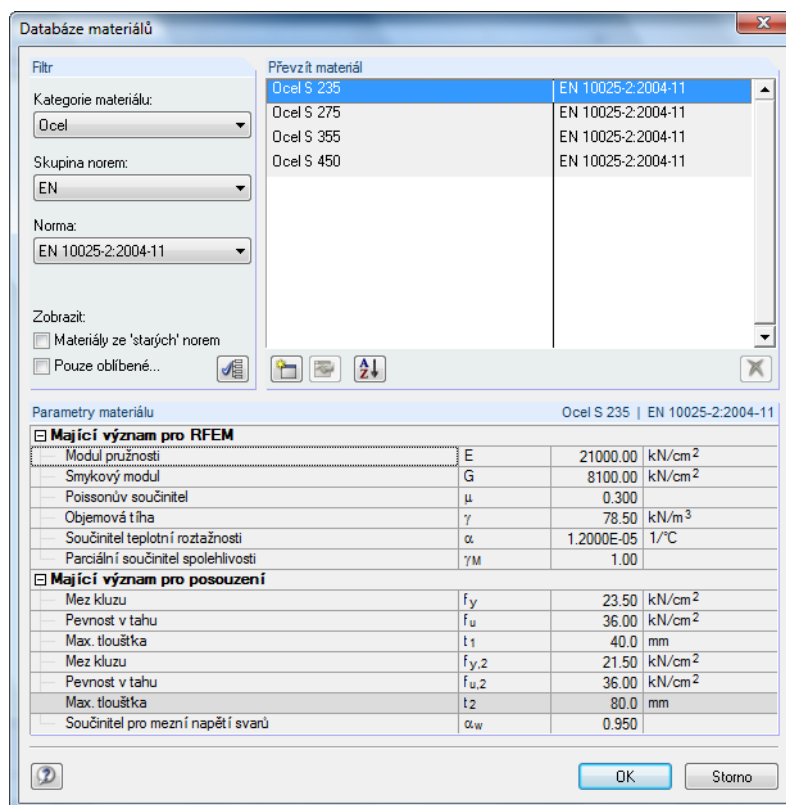 Databáze materiálů
Filtr
Kategorie materiálu:
Ocel
Skupina norem:
EN
Norma:
EN 10025-2:2004-11
Zobrazit:
Materiály ze 'starých' norem
Pouze oblíbené...
Převzít materiál
Ocel S 235 EN 10025-2:2004-11
Ocel S 275 EN 10025-2:2004-11
Ocel S 355 EN 10025-2:2004-11
Ocel S 450 EN 10025-2:2004-11
Parametry materiálu Ocel S 235 | EN 10025-2:2004-11
Mající význam pro RFEM
Modul pružnosti E 21000.00 kN/cm2
Smykový modul G 8100.00 kN/cm2
Poissonův součinitel μ 0.300
Objemová tíha γ 78.50 kN/m3
Součinitel teplotní roztažnosti α 1.2000E-05 1/°C
Parciální součinitel spolehlivosti γM 1.00
Mající význam pro posouzení
Mez kluzu fy 23.50 kN/cm2
Pevnost v tahu fu 36.00 kN/cm2
Max. tloušťka t1 40.0 mm
Mez kluzu fy,2 21.50 kN/cm2
Pevnost v tahu fu,2 36.00 kN/cm2
Max. tloušťka t2 80.0 mm
Součinitel pro mezní napětí svarů αw 0.950
OK Storno